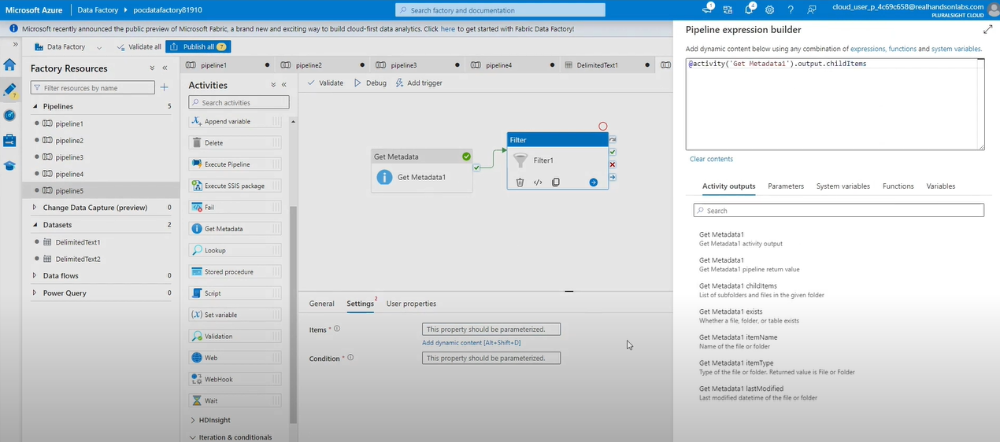 Microsoft Azure
Data Factory
pocdatafactory81910
Search factory and documentation
1
4
cloud_user_p_4c69c658@realhandsonlabs.com
PLURALSIGHT CLOUD
Microsoft recently announced the public preview of Microsoft Fabric, a brand new and exciting way to build cloud-first data analytics. Click here to get started with Fabric Data Factory!
Data Factory
Validate all
Publish all
7
7
Factory Resources
Filter resources by name
Pipelines 5
pipeline1
pipeline2
pipeline3
pipeline4
pipeline5
Change Data Capture (preview) 0
Datasets 2
DelimitedText1
DelimitedText2
Data flows 0
Power Query 0
pipeline1
pipeline2
pipeline3
pipeline4
DelimitedText1
Activities
Search activities
Append variable
Delete
Execute Pipeline
Execute SSIS package
Fail
Get Metadata
Lookup
Stored procedure
Script
Set variable
Validation
Web
WebHook
Wait
HDInsight
Iteration & conditionals
Validate
Debug
Add trigger
Get Metadata
Get Metadata1
Filter
Filter1
General
Settings 2
User properties
Items *
This property should be parameterized.
Add dynamic content [Alt+Shift+D]
Condition *
This property should be parameterized.
Pipeline expression builder
Add dynamic content below using any combination of expressions, functions and system variables.
@activity('Get Metadata1').output.childItems
Clear contents
Activity outputs
Parameters
System variables
Functions
Variables
Search
Get Metadata1
Get Metadata1 activity output
Get Metadata1
Get Metadata1 pipeline return value
Get Metadata1 childItems
List of subfolders and files in the given folder
Get Metadata1 exists
Whether a file, folder, or table exists
Get Metadata1 itemName
Name of the file or folder
Get Metadata1 itemType
Type of the file or folder. Returned value is File or Folder
Get Metadata1 lastModified
Last modified datetime of the file or folder